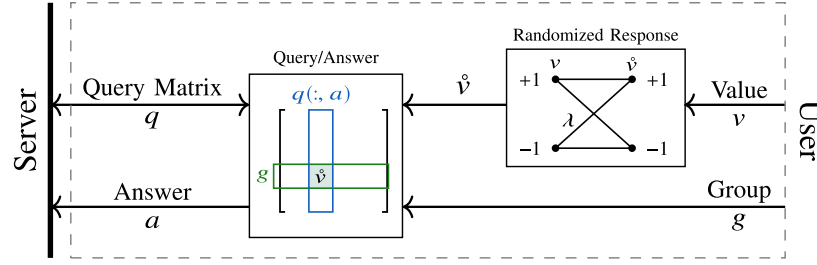 Server
Query Matrix
q
Answer
a
Query/Answer
q(:, a)
g
v̊
v̊
Randomized Response
v
v̊
+1
+1
λ
−1
−1
Value
v
Group
g
User